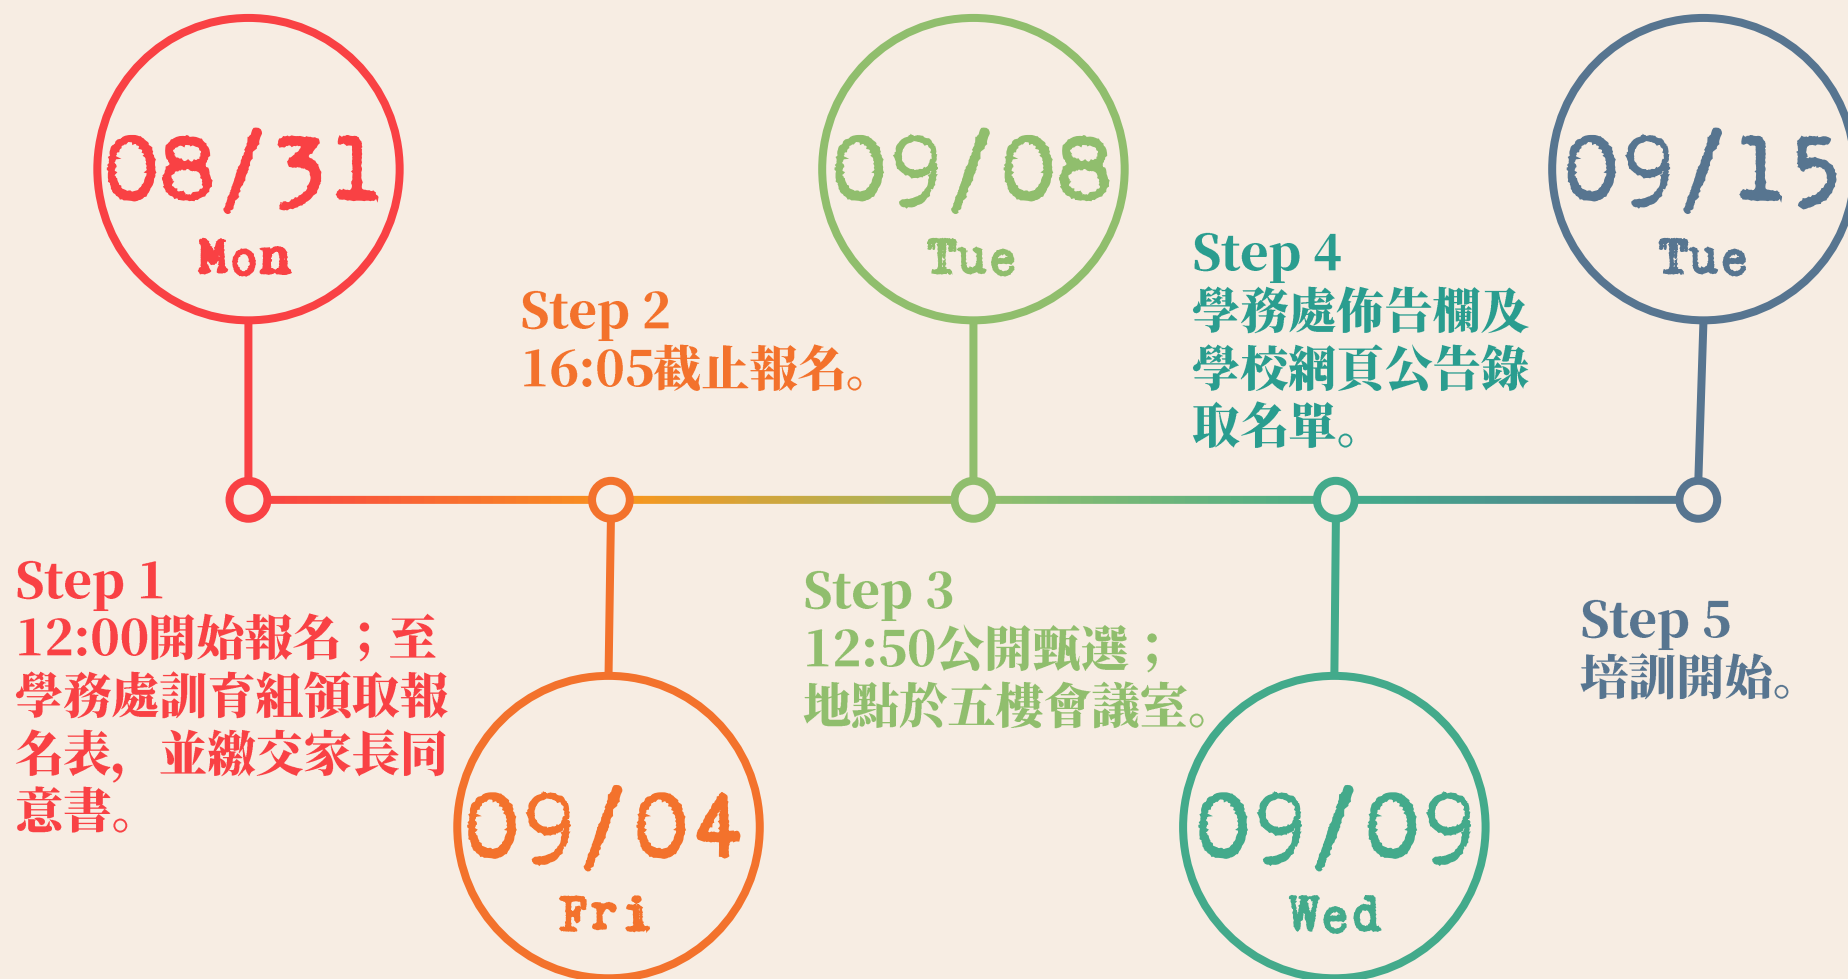 08/31
Mon
Step 1
12:00開始報名；至
學務處訓育組領取報
名表，並繳交家長同
意書。
Step 2
16:05截止報名。
09/04
Fri
09/08
Tue
Step 3
12:50公開甄選；
地點於五樓會議室。
Step 4
學務處佈告欄及
學校網頁公告錄
取名單。
09/09
Wed
09/15
Tue
Step 5
培訓開始。